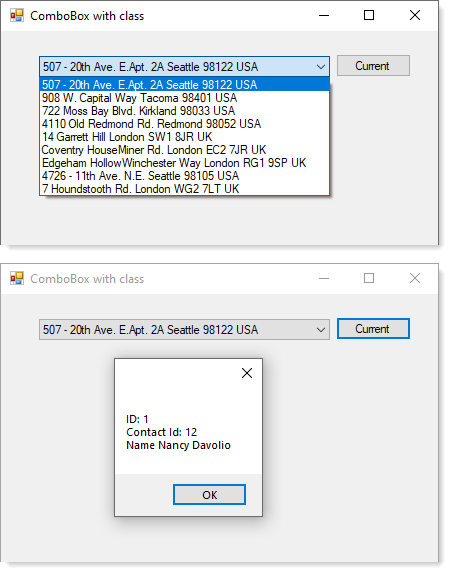 ComboBox with class
507 - 20th Ave. E.Apt. 2A Seattle 98122 USA
Current
507 - 20th Ave. E.Apt. 2A Seattle 98122 USA
908 W. Capital Way Tacoma 98401 USA
722 Moss Bay Blvd. Kirkland 98033 USA
4110 Old Redmond Rd. Redmond 98052 USA
14 Garrett Hill London SW1 8JR UK
Coventry HouseMiner Rd. London EC2 7JR UK
Edgeham HollowWinchester Way London RG1 9SP UK
4726 - 11th Ave. N.E. Seattle 98105 USA
7 Houndstooth Rd. London WG2 7LT UK
ComboBox with class
507 - 20th Ave. E.Apt. 2A Seattle 98122 USA
Current
ID: 1
Contact Id: 12
Name Nancy Davolio
OK